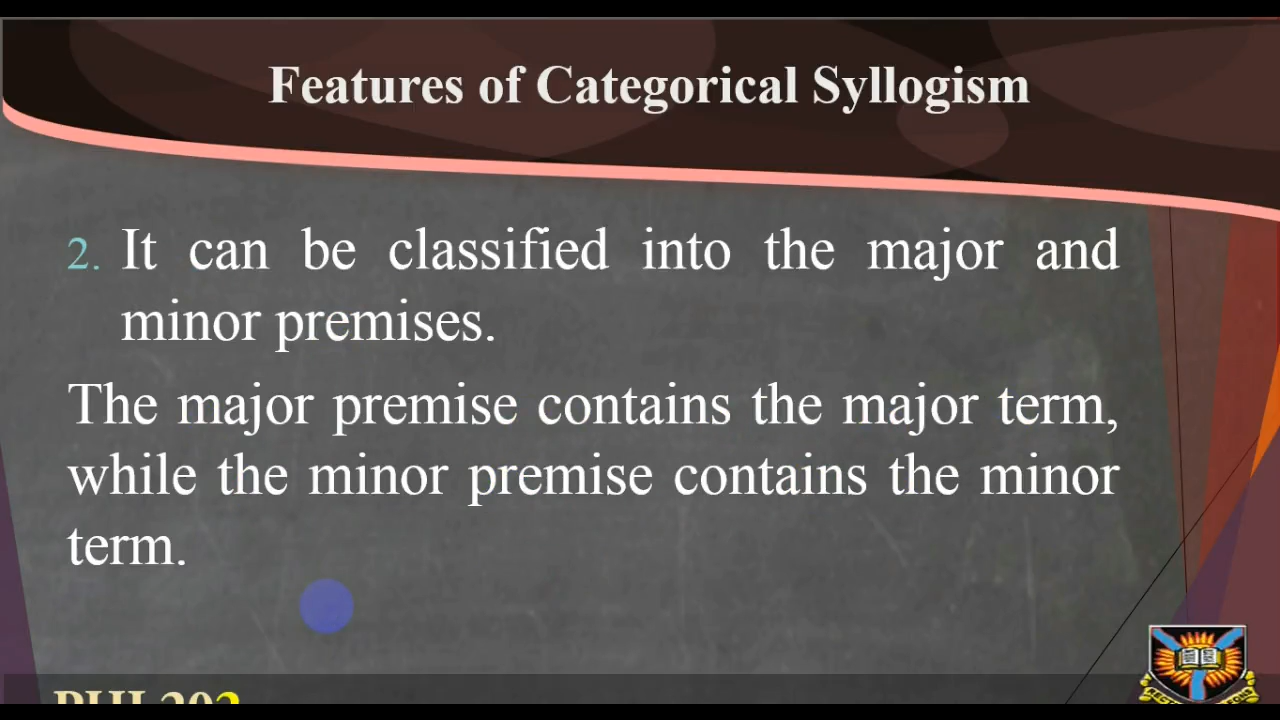 Features of Categorical Syllogism
2. It can be classified into the major and
minor premises.
The major premise contains the major term,
while the minor premise contains the minor
term.